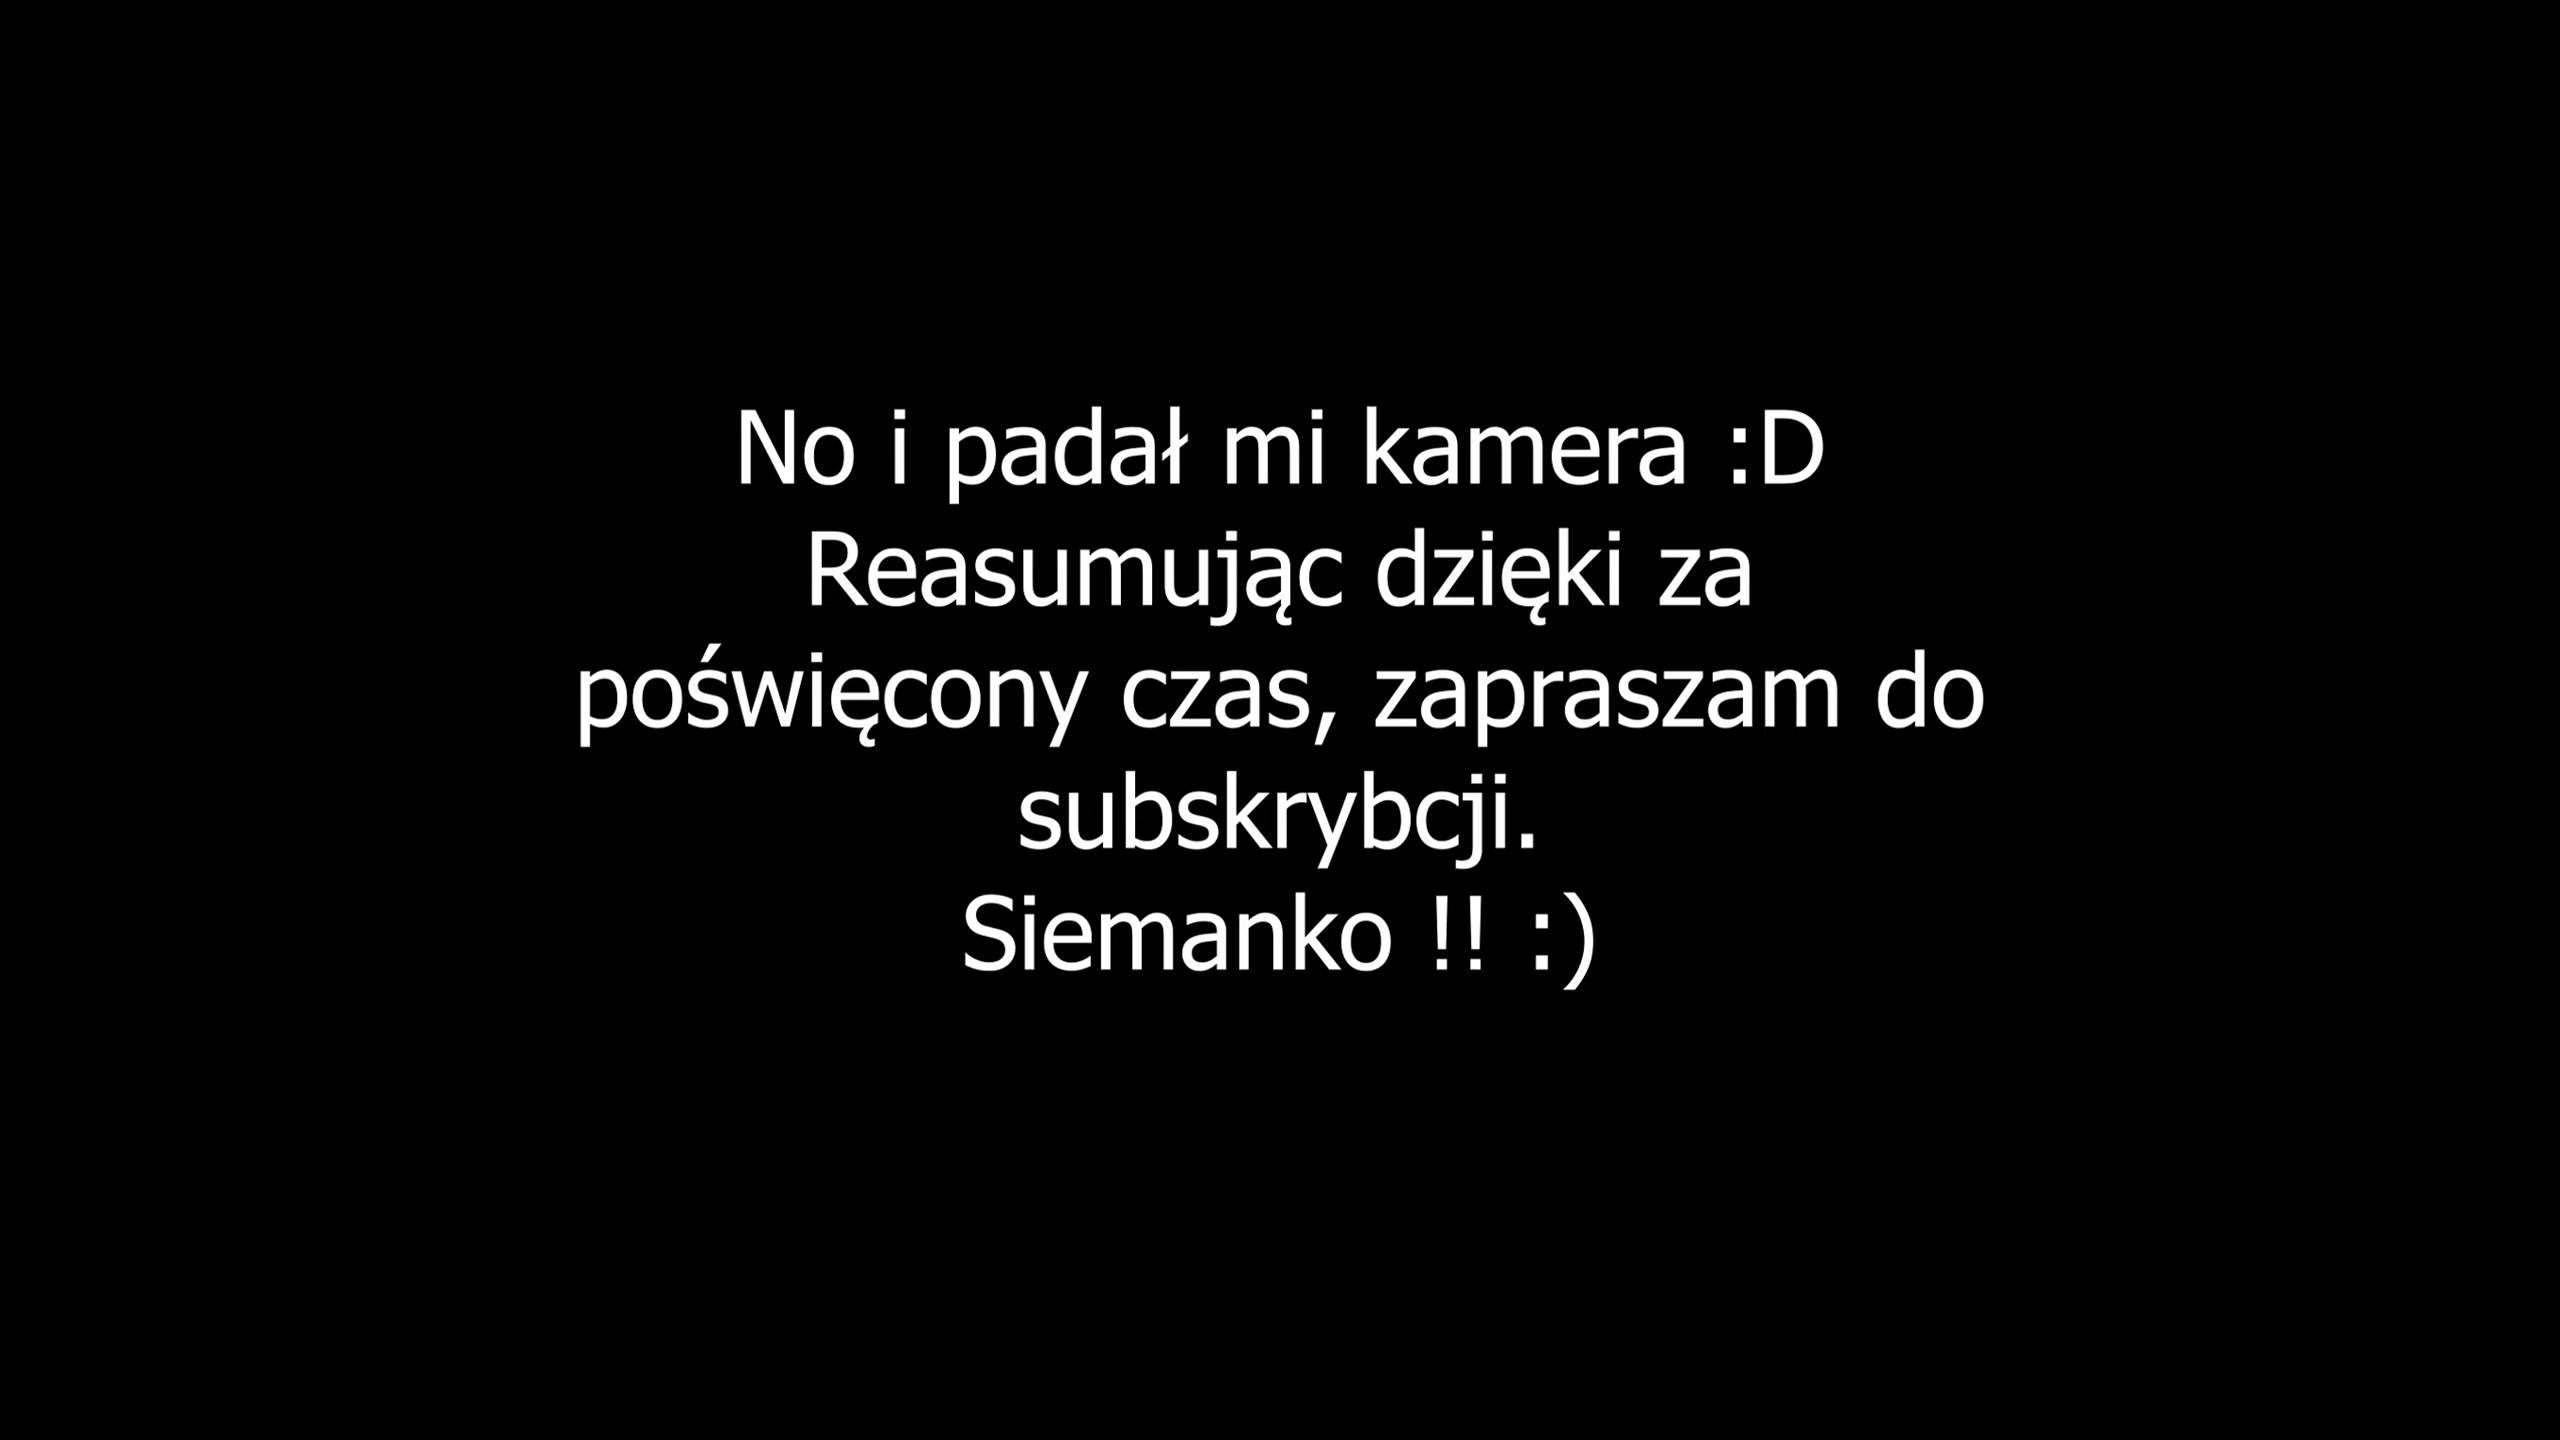 No i padał mi kamera :D
Reasumując dzięki za
poświęcony czas, zapraszam do
subskrybcji.
Siemanko !! :)